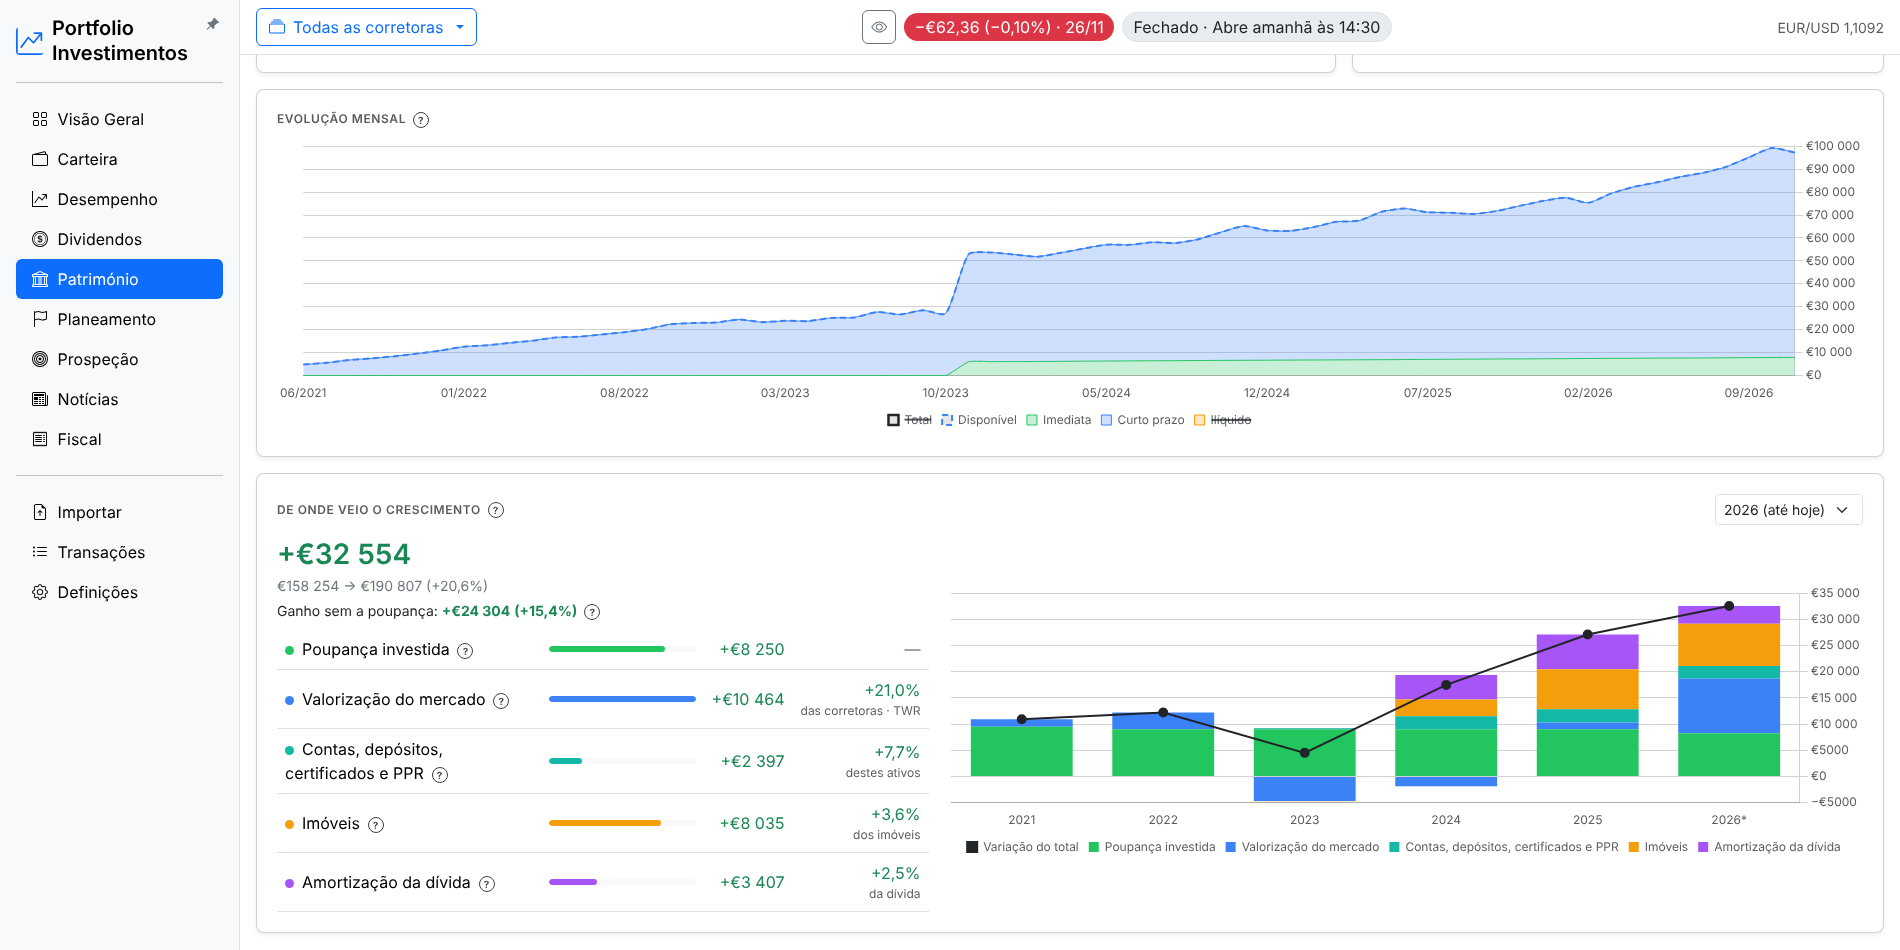 Portfolio
Investimentos
Visão Geral
Carteira
Desempenho
Dividendos
Património
Planeamento
Prospeção
Notícias
Fiscal
Importar
Transações
Definições
Todas as corretoras
−€62,36 (−0,10%) · 26/11
Fechado · Abre amanhã às 14:30
EUR/USD 1,1092
EVOLUÇÃO MENSAL ?
€100 000
€90 000
€80 000
€70 000
€60 000
€50 000
€40 000
€30 000
€20 000
€10 000
€0
06/2021 01/2022 08/2022 03/2023 10/2023 05/2024 12/2024 07/2025 02/2026 09/2026
Total Disponível Imediata Curto prazo Ilíquido
DE ONDE VEIO O CRESCIMENTO ?
2026 (até hoje)
+€32 554
€158 254 → €190 807 (+20,6%)
Ganho sem a poupança: +€24 304 (+15,4%) ?
Poupança investida ? +€8 250 —
Valorização do mercado ? +€10 464 +21,0%
das corretoras · TWR
Contas, depósitos,
certificados e PPR ? +€2 397 +7,7%
destes ativos
Imóveis ? +€8 035 +3,6%
dos imóveis
Amortização da dívida ? +€3 407 +2,5%
da dívida
€35 000
€30 000
€25 000
€20 000
€15 000
€10 000
€5000
€0
−€5000
2021 2022 2023 2024 2025 2026*
Variação do total Poupança investida Valorização do mercado Contas, depósitos, certificados e PPR Imóveis Amortização da dívida